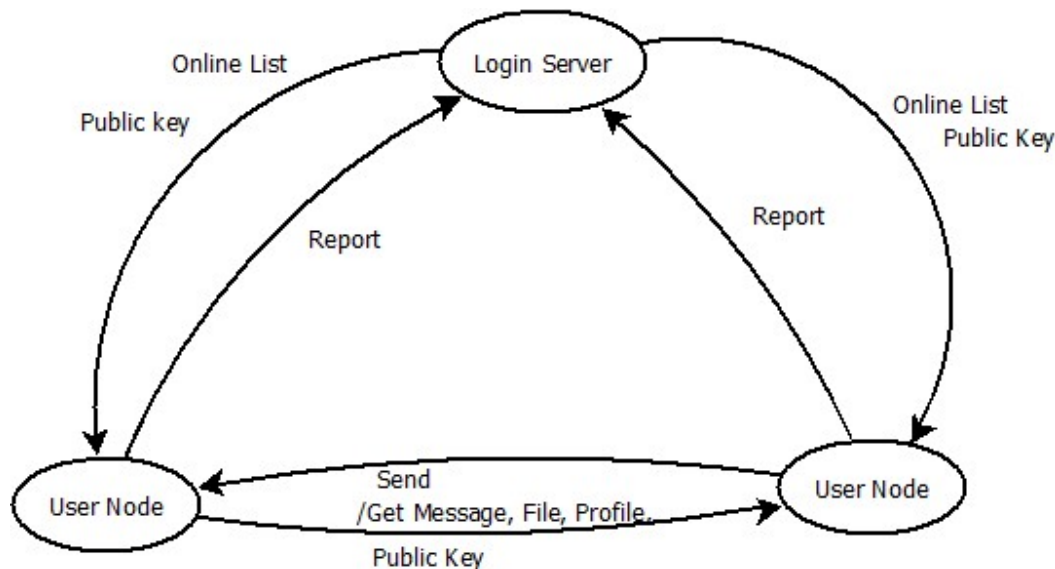 Online List
Login Server
Public key
Online List
Public Key
Report
Report
Send
/Get Message, File, Profile.
Public Key
User Node
User Node